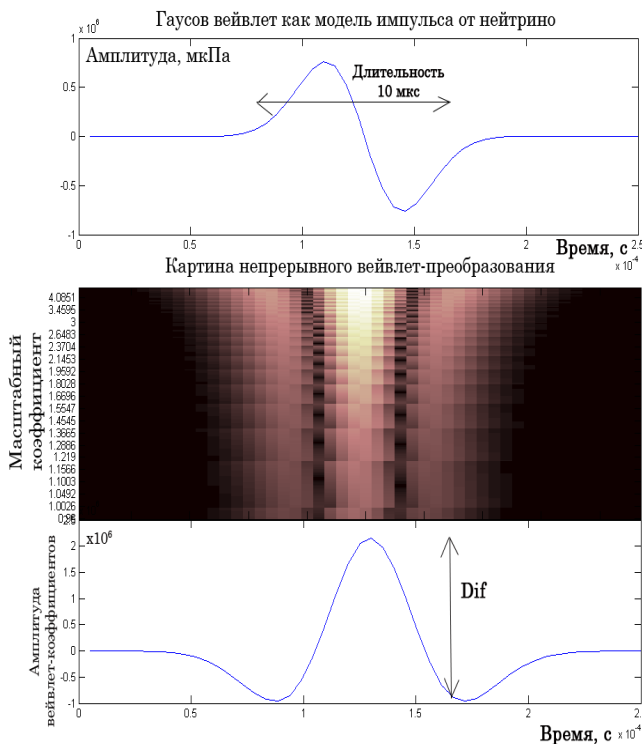 Гаусов вейвлет как модель импульса от нейтрино
x 10⁶
1
Амплитуда, мкПа
Длительность
10 мкс
0.5
0
-0.5
-1
0 0.5 1 1.5 2 2.5
Время, с x 10⁻⁴
Картина непрерывного вейвлет-преобразования
Масштабный
коэффициент
4.0851
3.4595
3
2.6483
2.3704
2.1453
1.9592
1.8028
1.6696
1.5547
1.4545
1.3665
1.2886
1.219
1.1566
1.1003
1.0492
1.0026
2.5
x10⁶
Амплитуда
вейвлет-коэффициентов
2
1.5
1
0.5
0
-0.5
-1
Dif
0 0.5 1 1.5 2 2.5
Время, с x 10⁻⁴